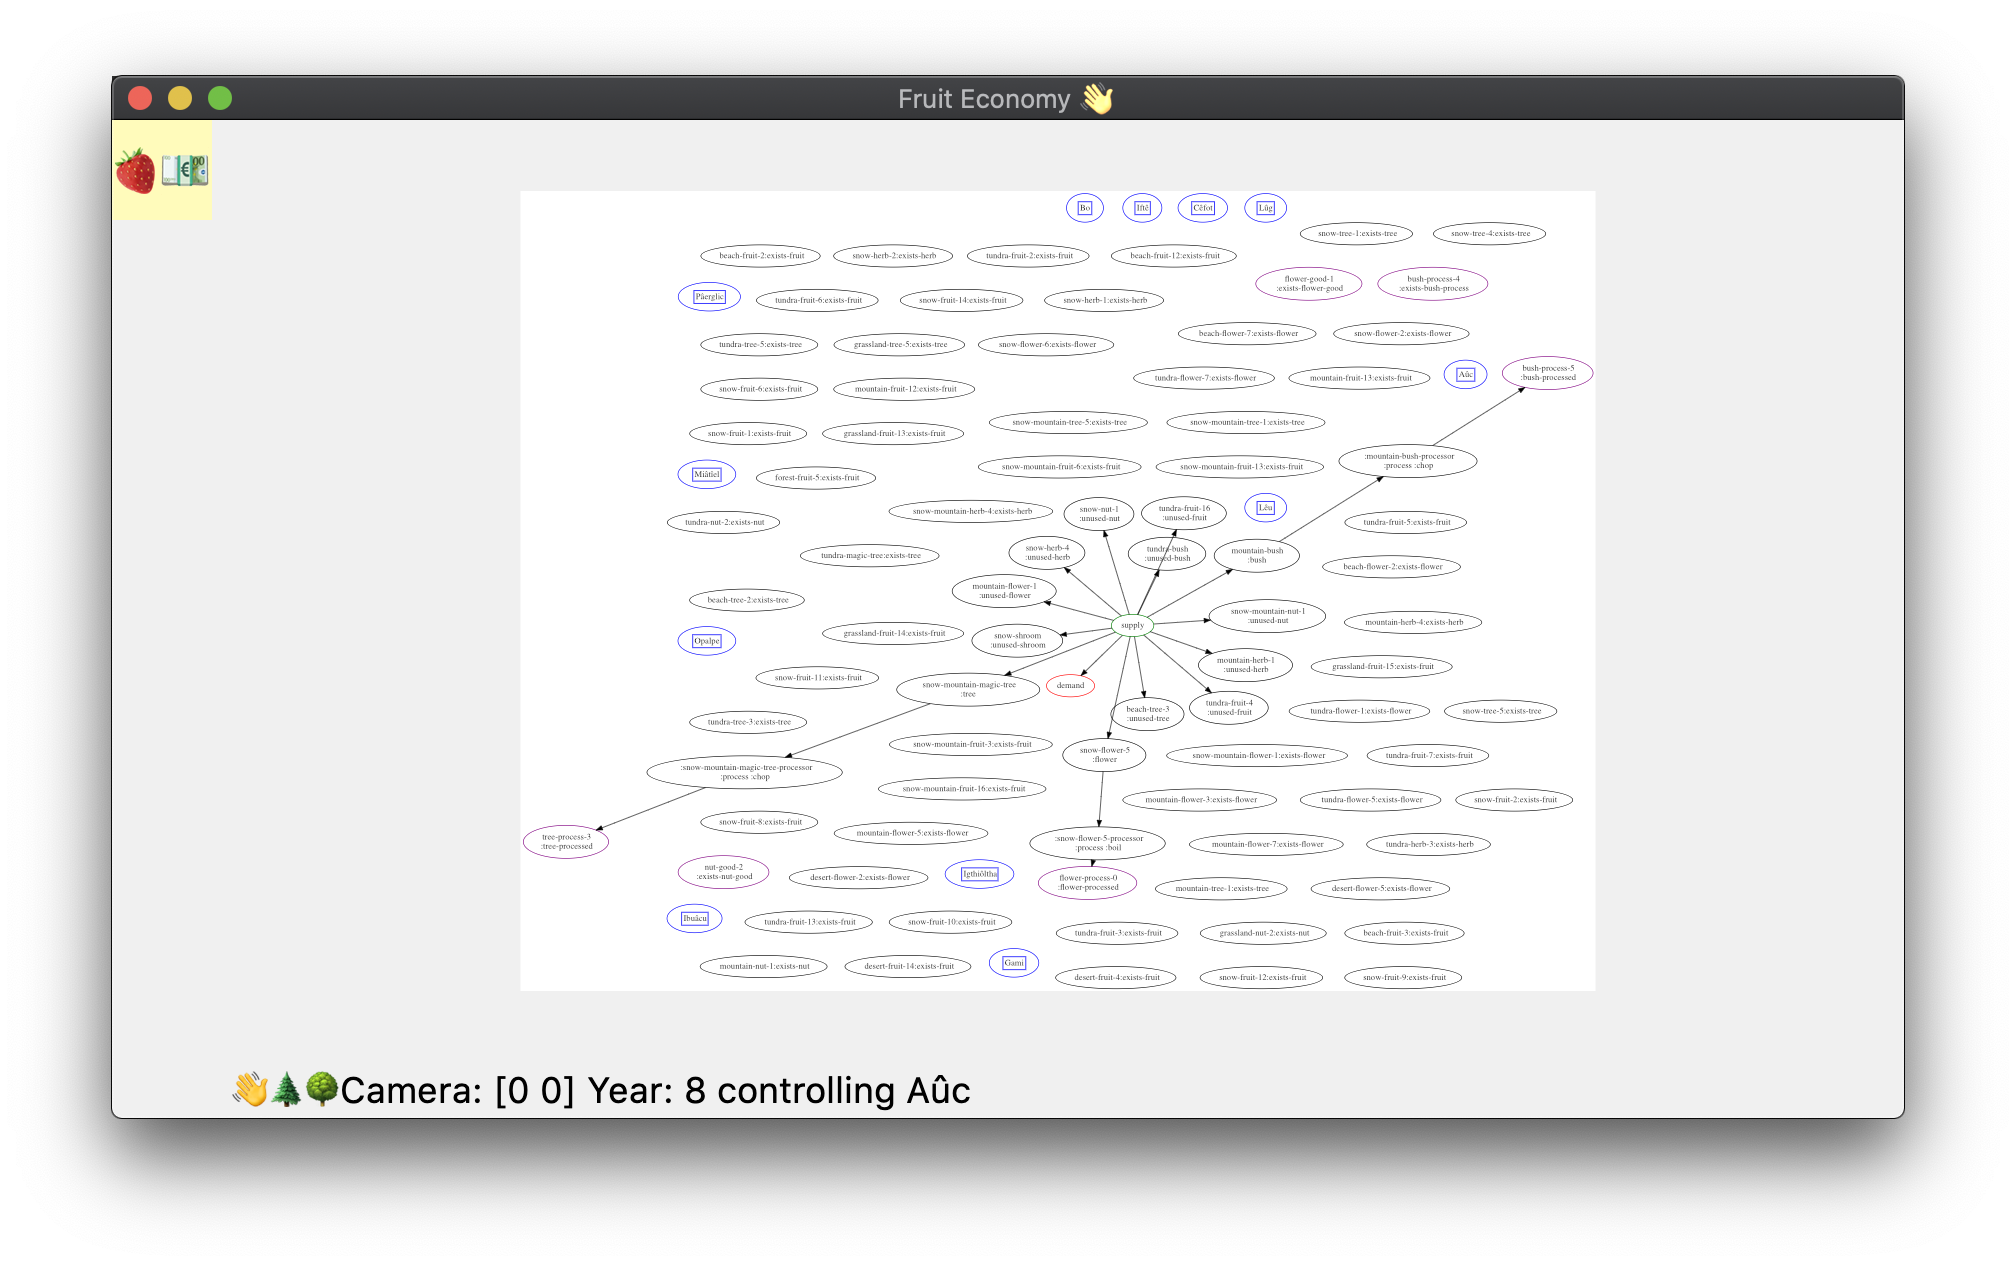 Fruit Economy 👋
Bo
Iftê
Cêfot
Lûg
snow-tree-1:exists-tree
snow-tree-4:exists-tree
beach-fruit-2:exists-fruit
snow-herb-2:exists-herb
tundra-fruit-2:exists-fruit
beach-fruit-12:exists-fruit
flower-good-1
:exists-flower-good
bush-process-4
:exists-bush-process
Pâerglic
tundra-fruit-6:exists-fruit
snow-fruit-14:exists-fruit
snow-herb-1:exists-herb
beach-flower-7:exists-flower
snow-flower-2:exists-flower
tundra-tree-5:exists-tree
grassland-tree-5:exists-tree
snow-flower-6:exists-flower
tundra-flower-7:exists-flower
mountain-fruit-13:exists-fruit
Aûc
bush-process-5
:bush-processed
snow-fruit-6:exists-fruit
mountain-fruit-12:exists-fruit
snow-mountain-tree-5:exists-tree
snow-mountain-tree-1:exists-tree
snow-fruit-1:exists-fruit
grassland-fruit-13:exists-fruit
snow-mountain-fruit-6:exists-fruit
snow-mountain-fruit-13:exists-fruit
:mountain-bush-processor
:process :chop
Miâtîel
forest-fruit-5:exists-fruit
snow-mountain-herb-4:exists-herb
snow-nut-1
:unused-nut
tundra-fruit-16
:unused-fruit
Lêu
tundra-nut-2:exists-nut
tundra-fruit-5:exists-fruit
tundra-magic-tree:exists-tree
snow-herb-4
:unused-herb
tundra-bush
:unused-bush
mountain-bush
:bush
beach-flower-2:exists-flower
mountain-flower-1
:unused-flower
beach-tree-2:exists-tree
snow-mountain-nut-1
:unused-nut
supply
mountain-herb-4:exists-herb
Opalpe
grassland-fruit-14:exists-fruit
snow-shroom
:unused-shroom
mountain-herb-1
:unused-herb
grassland-fruit-15:exists-fruit
snow-fruit-11:exists-fruit
snow-mountain-magic-tree
:tree
demand
beach-tree-3
:unused-tree
tundra-fruit-4
:unused-fruit
tundra-flower-1:exists-flower
snow-tree-5:exists-tree
tundra-tree-3:exists-tree
snow-mountain-fruit-3:exists-fruit
snow-flower-5
:flower
snow-mountain-flower-1:exists-flower
tundra-fruit-7:exists-fruit
:snow-mountain-magic-tree-processor
:process :chop
snow-mountain-fruit-16:exists-fruit
mountain-flower-3:exists-flower
tundra-flower-5:exists-flower
snow-fruit-2:exists-fruit
snow-fruit-8:exists-fruit
mountain-flower-5:exists-flower
tree-process-3
:tree-processed
:snow-flower-5-processor
:process :boil
mountain-flower-7:exists-flower
tundra-herb-3:exists-herb
nut-good-2
:exists-nut-good
desert-flower-2:exists-flower
Igthiôltha
flower-process-0
:flower-processed
mountain-tree-1:exists-tree
desert-flower-5:exists-flower
Ibuâcu
tundra-fruit-13:exists-fruit
snow-fruit-10:exists-fruit
tundra-fruit-3:exists-fruit
grassland-nut-2:exists-nut
beach-fruit-3:exists-fruit
mountain-nut-1:exists-nut
desert-fruit-14:exists-fruit
Gami
desert-fruit-4:exists-fruit
snow-fruit-12:exists-fruit
snow-fruit-9:exists-fruit
👋🌲🌳Camera: [0 0] Year: 8 controlling Aûc